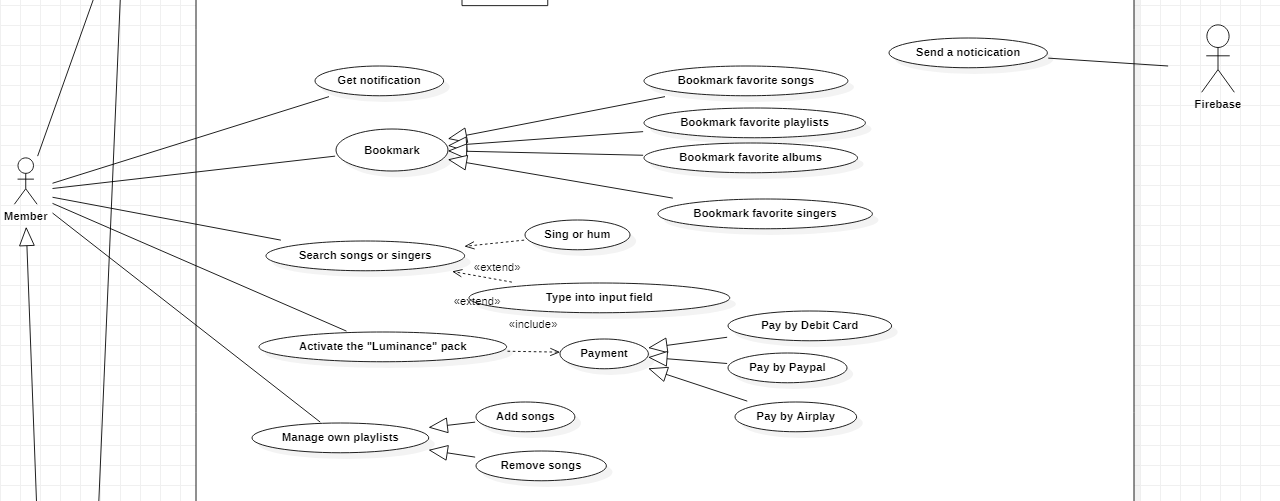 Send a noticication
Get notification
Bookmark favorite songs
Firebase
Bookmark favorite playlists
Bookmark
Bookmark favorite albums
Member
Bookmark favorite singers
Sing or hum
Search songs or singers
«extend»
Type into input field
«extend»
«include»
Pay by Debit Card
Activate the "Luminance" pack
Payment
Pay by Paypal
Add songs
Pay by Airplay
Manage own playlists
Remove songs